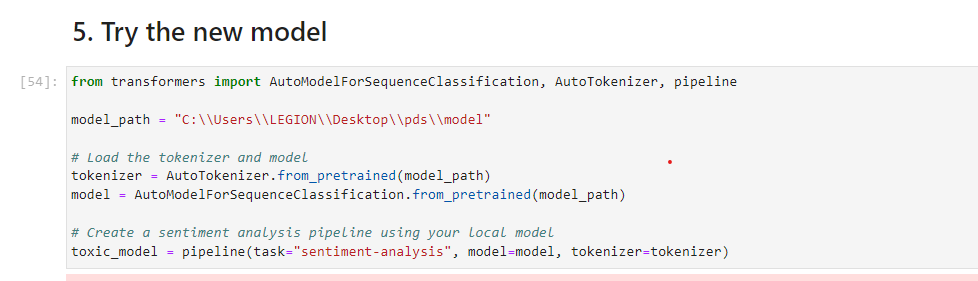 5. Try the new model
[54]:
from transformers import AutoModelForSequenceClassification, AutoTokenizer, pipeline
model_path = "C:\\Users\\LEGION\\Desktop\\pds\\model"
# Load the tokenizer and model
tokenizer = AutoTokenizer.from_pretrained(model_path)
model = AutoModelForSequenceClassification.from_pretrained(model_path)
# Create a sentiment analysis pipeline using your local model
toxic_model = pipeline(task="sentiment-analysis", model=model, tokenizer=tokenizer)